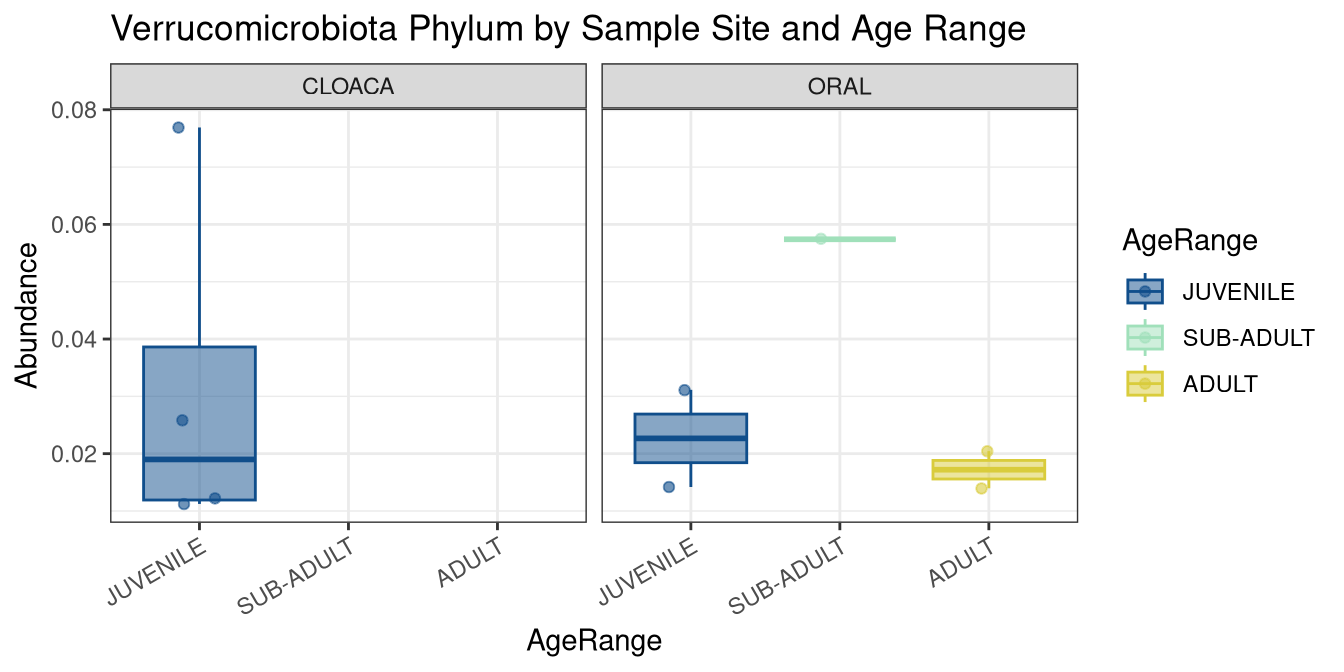 Verrucomicrobiota Phylum by Sample Site and Age Range
CLOACA
ORAL
0.08
0.06
0.04
0.02
Abundance
JUVENILE
SUB-ADULT
ADULT
JUVENILE
SUB-ADULT
ADULT
AgeRange
AgeRange
JUVENILE
SUB-ADULT
ADULT